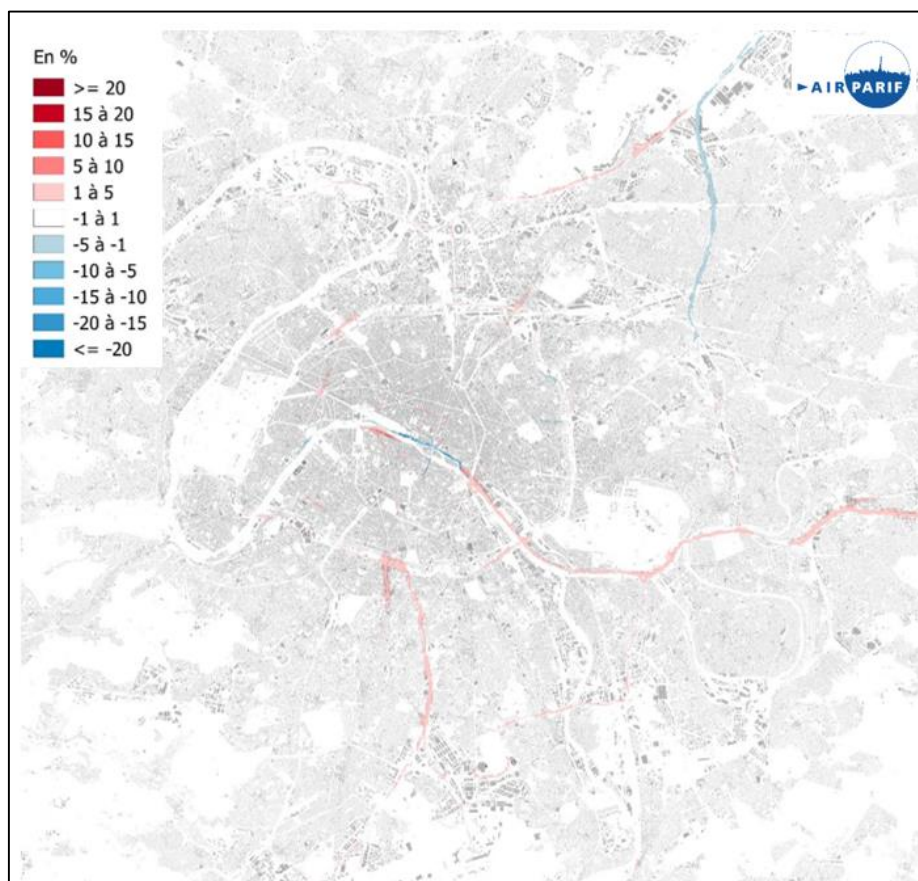 En %
>= 20
15 à 20
10 à 15
5 à 10
1 à 5
-1 à 1
-5 à -1
-10 à -5
-15 à -10
-20 à -15
<= -20
AIRPARIF